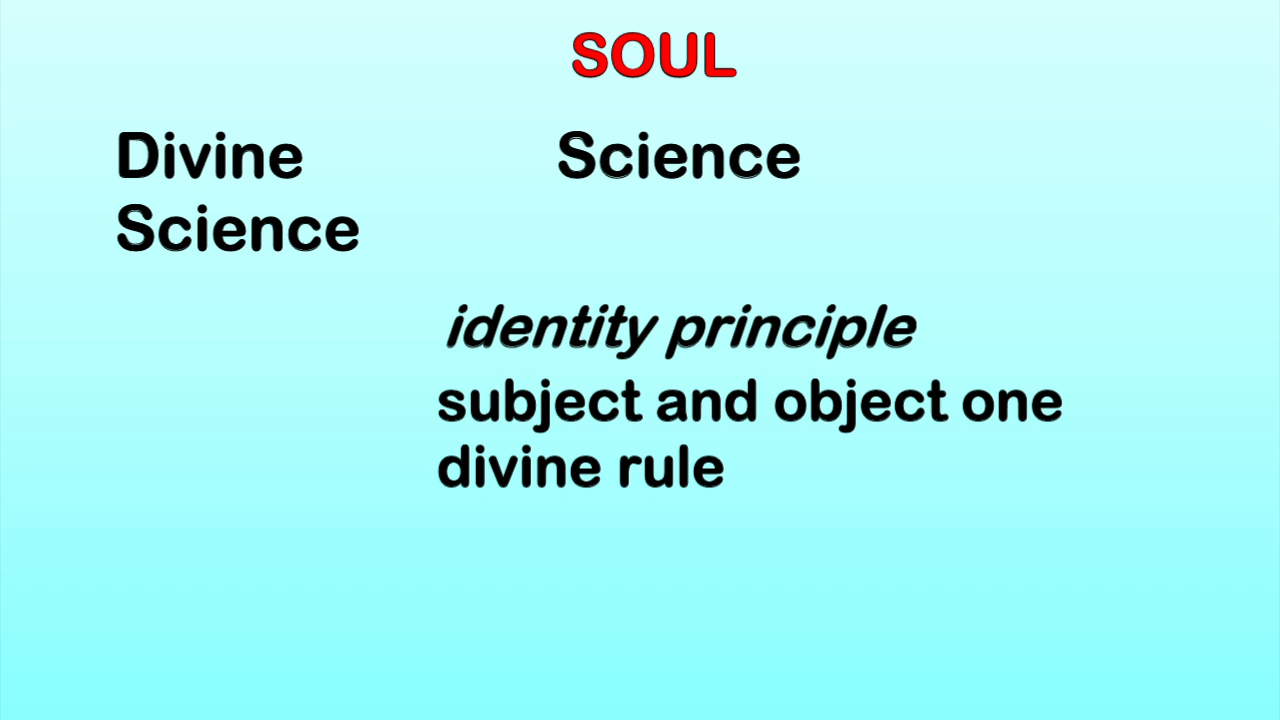 SOUL
Divine Science
Science
identity principle
subject and object one
divine rule